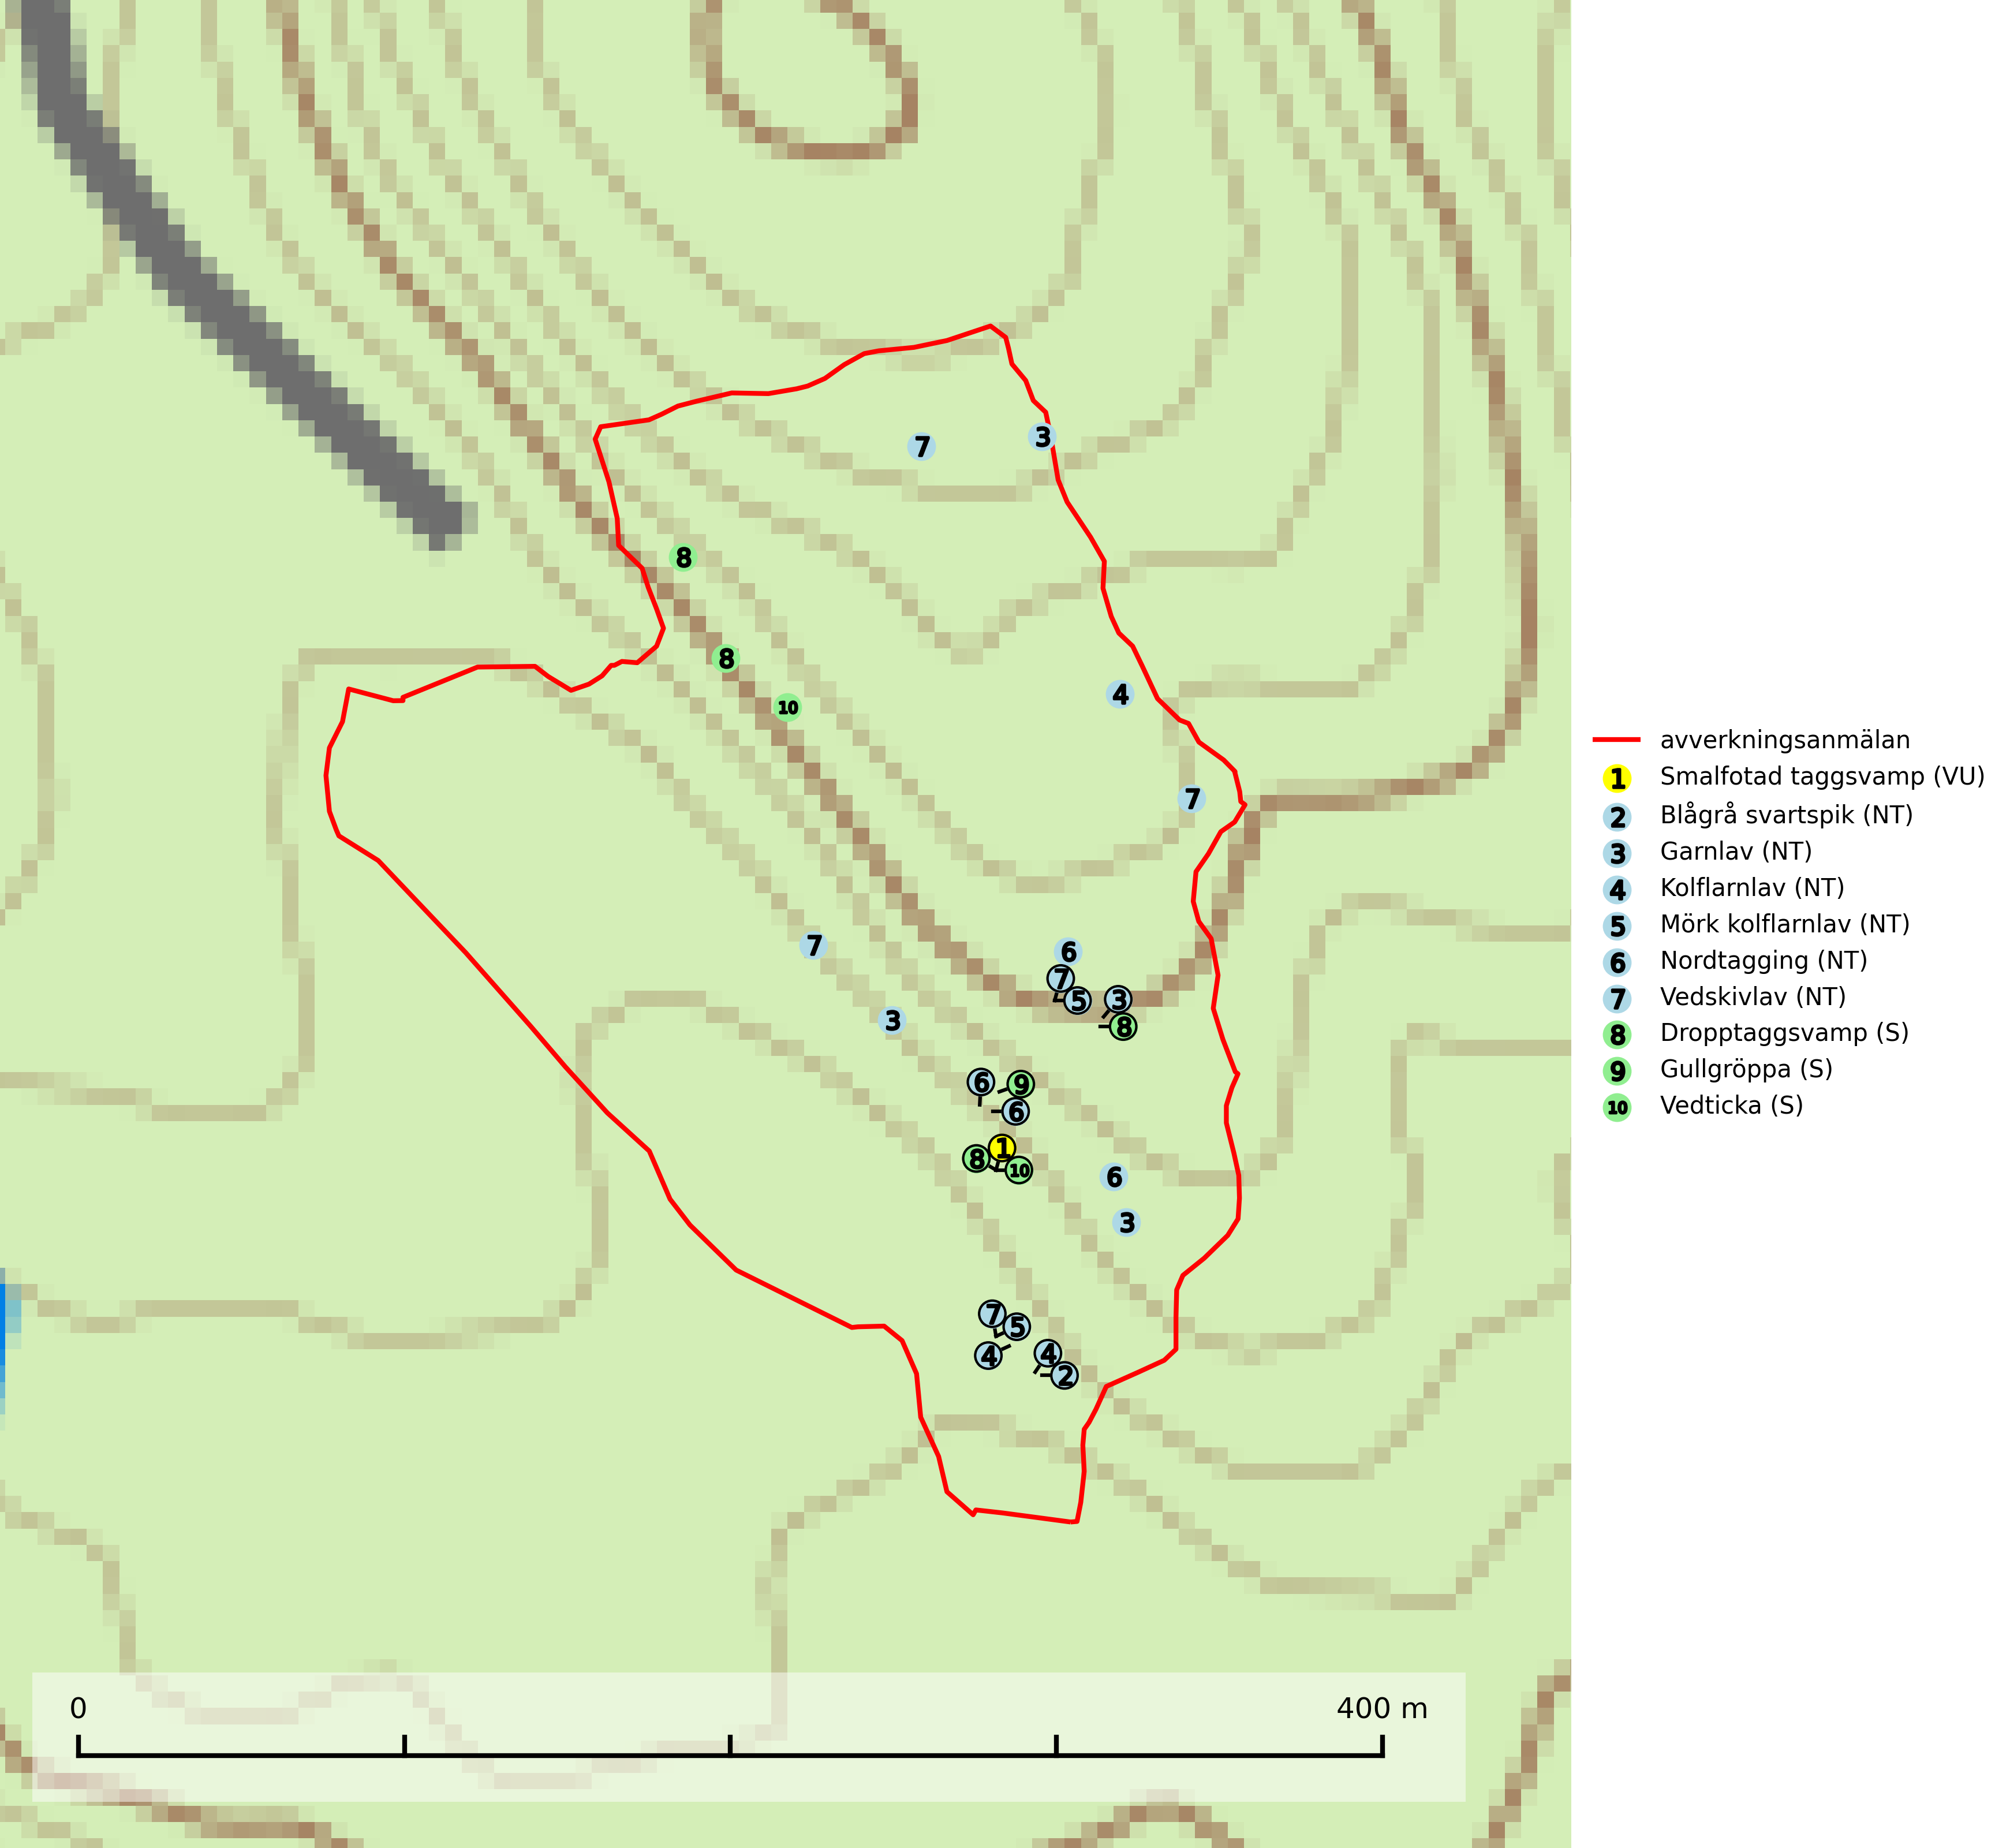 7
3
8
8
10
4
7
7
6
7
5
3
8
3
6
9
6
1
8
10
6
3
7
5
4
4
2
avverkningsanmälan
1 Smalfotad taggsvamp (VU)
2 Blågrå svartspik (NT)
3 Garnlav (NT)
4 Kolflarnlav (NT)
5 Mörk kolflarnlav (NT)
6 Nordtagging (NT)
7 Vedskivlav (NT)
8 Dropptaggsvamp (S)
9 Gullgröppa (S)
10 Vedticka (S)
0 400 m